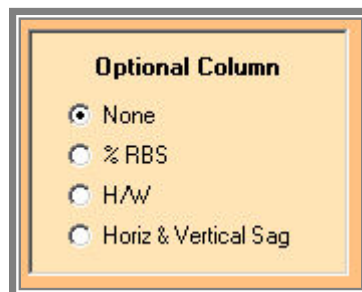 Optional Column
None
% RBS
H/W
Horiz & Vertical Sag